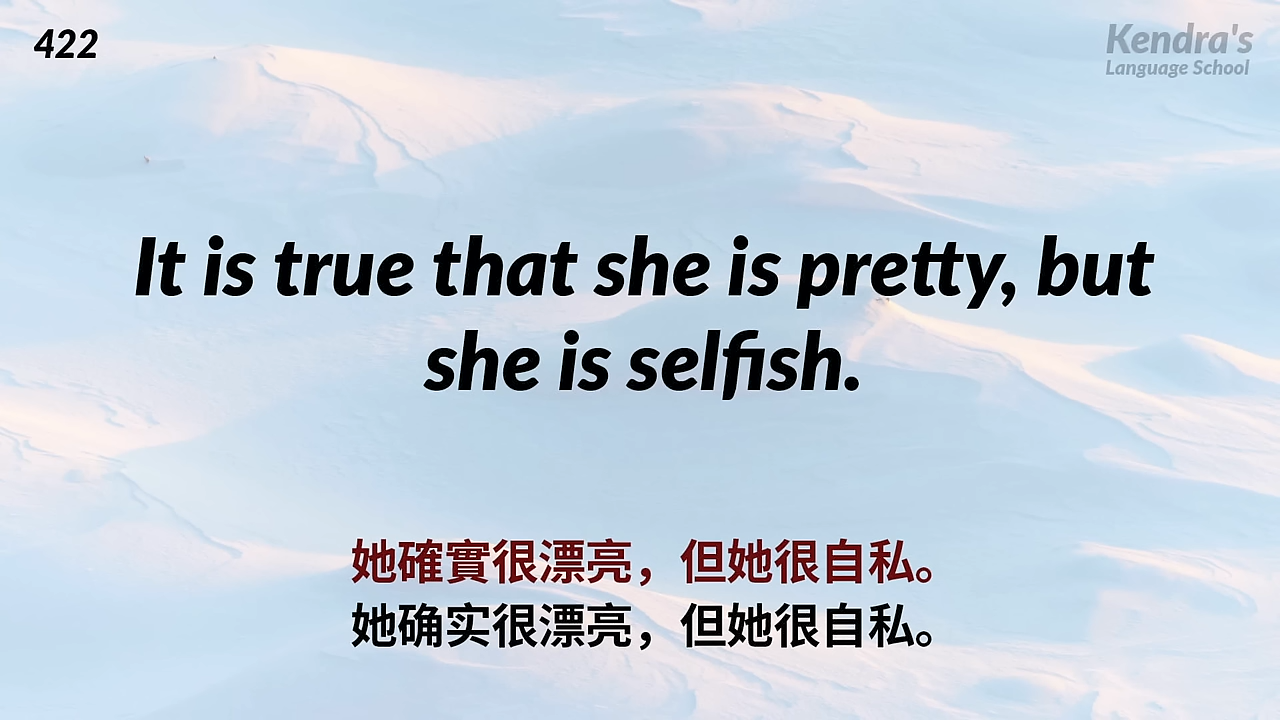 422
Kendra's
Language School
It is true that she is pretty, but
she is selfish.
她確實很漂亮，但她很自私。
她确实很漂亮，但她很自私。